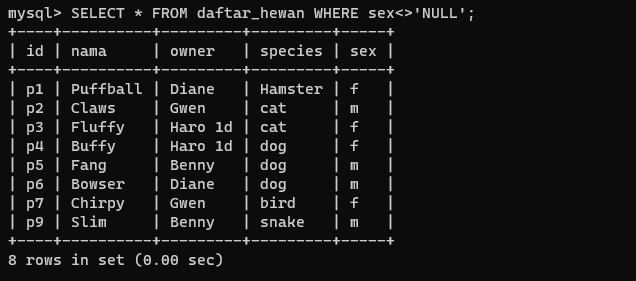 mysql> SELECT * FROM daftar_hewan WHERE sex<>'NULL';
+----+----------+---------+---------+-----+
| id | nama     | owner   | species | sex |
+----+----------+---------+---------+-----+
| p1 | Puffball | Diane   | Hamster | f   |
| p2 | Claws    | Gwen    | cat     | m   |
| p3 | Fluffy   | Haro 1d | cat     | f   |
| p4 | Buffy    | Haro 1d | dog     | f   |
| p5 | Fang     | Benny   | dog     | m   |
| p6 | Bowser   | Diane   | dog     | m   |
| p7 | Chirpy   | Gwen    | bird    | f   |
| p9 | Slim     | Benny   | snake   | m   |
+----+----------+---------+---------+-----+
8 rows in set (0.00 sec)